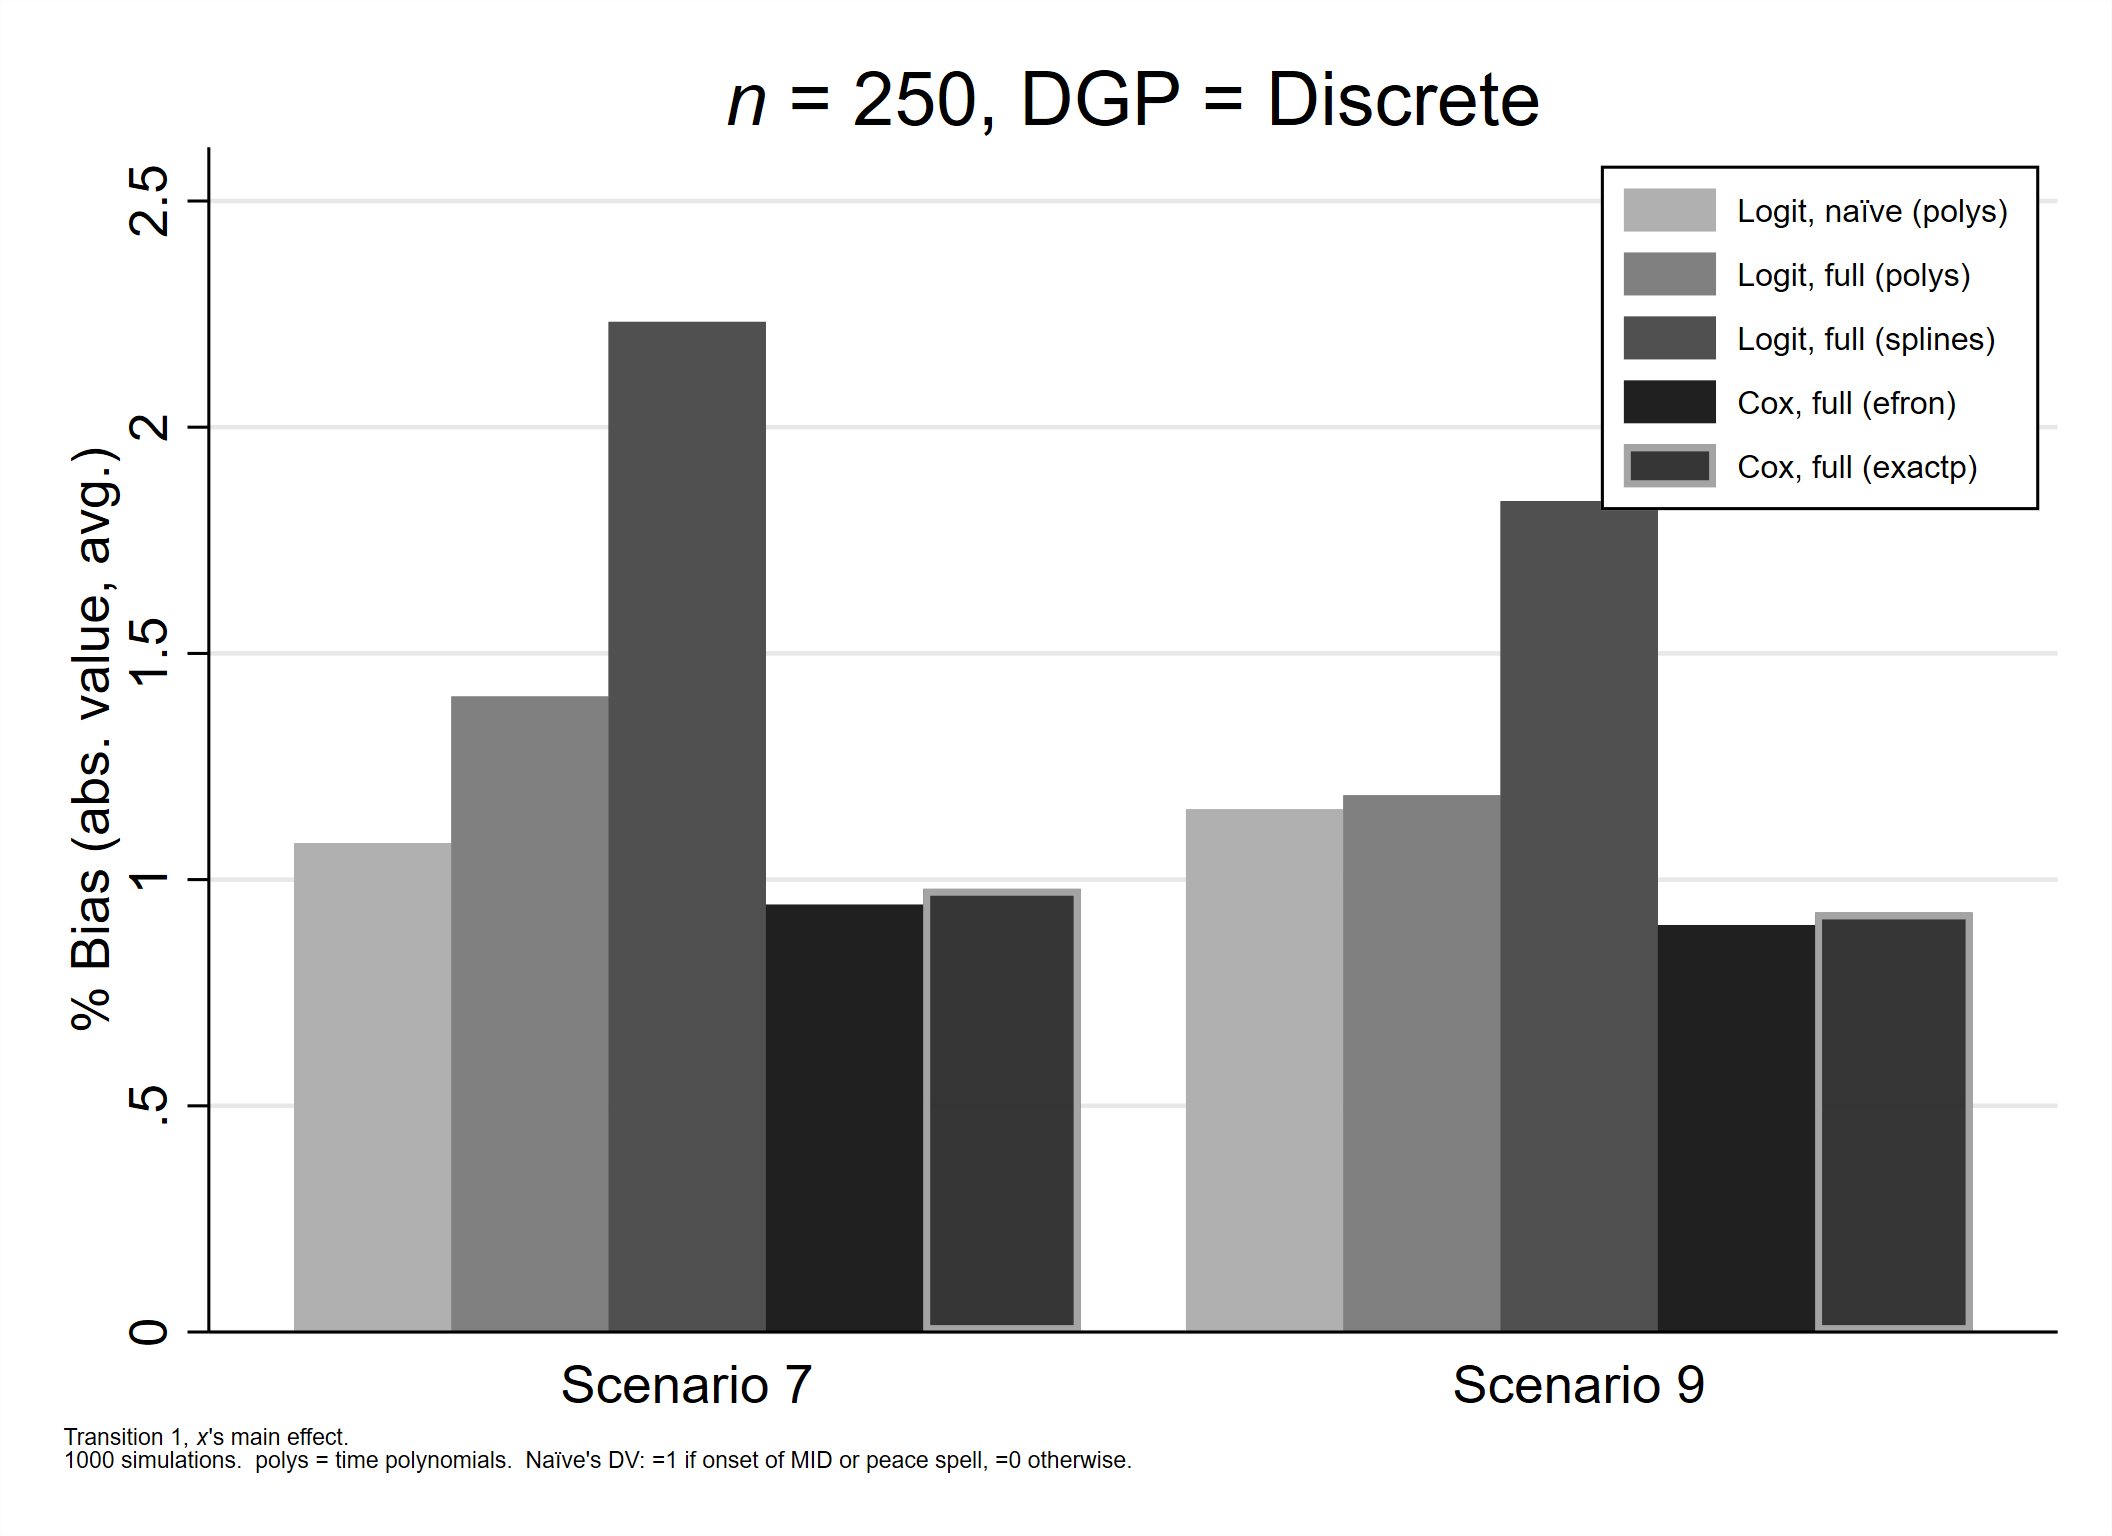 n = 250, DGP = Discrete
% Bias (abs. value, avg.)
2.5
2
1.5
1
.5
0
Logit, naïve (polys)
Logit, full (polys)
Logit, full (splines)
Cox, full (efron)
Cox, full (exactp)
Scenario 7
Scenario 9
Transition 1, x's main effect.
1000 simulations.  polys = time polynomials.  Naïve's DV: =1 if onset of MID or peace spell, =0 otherwise.